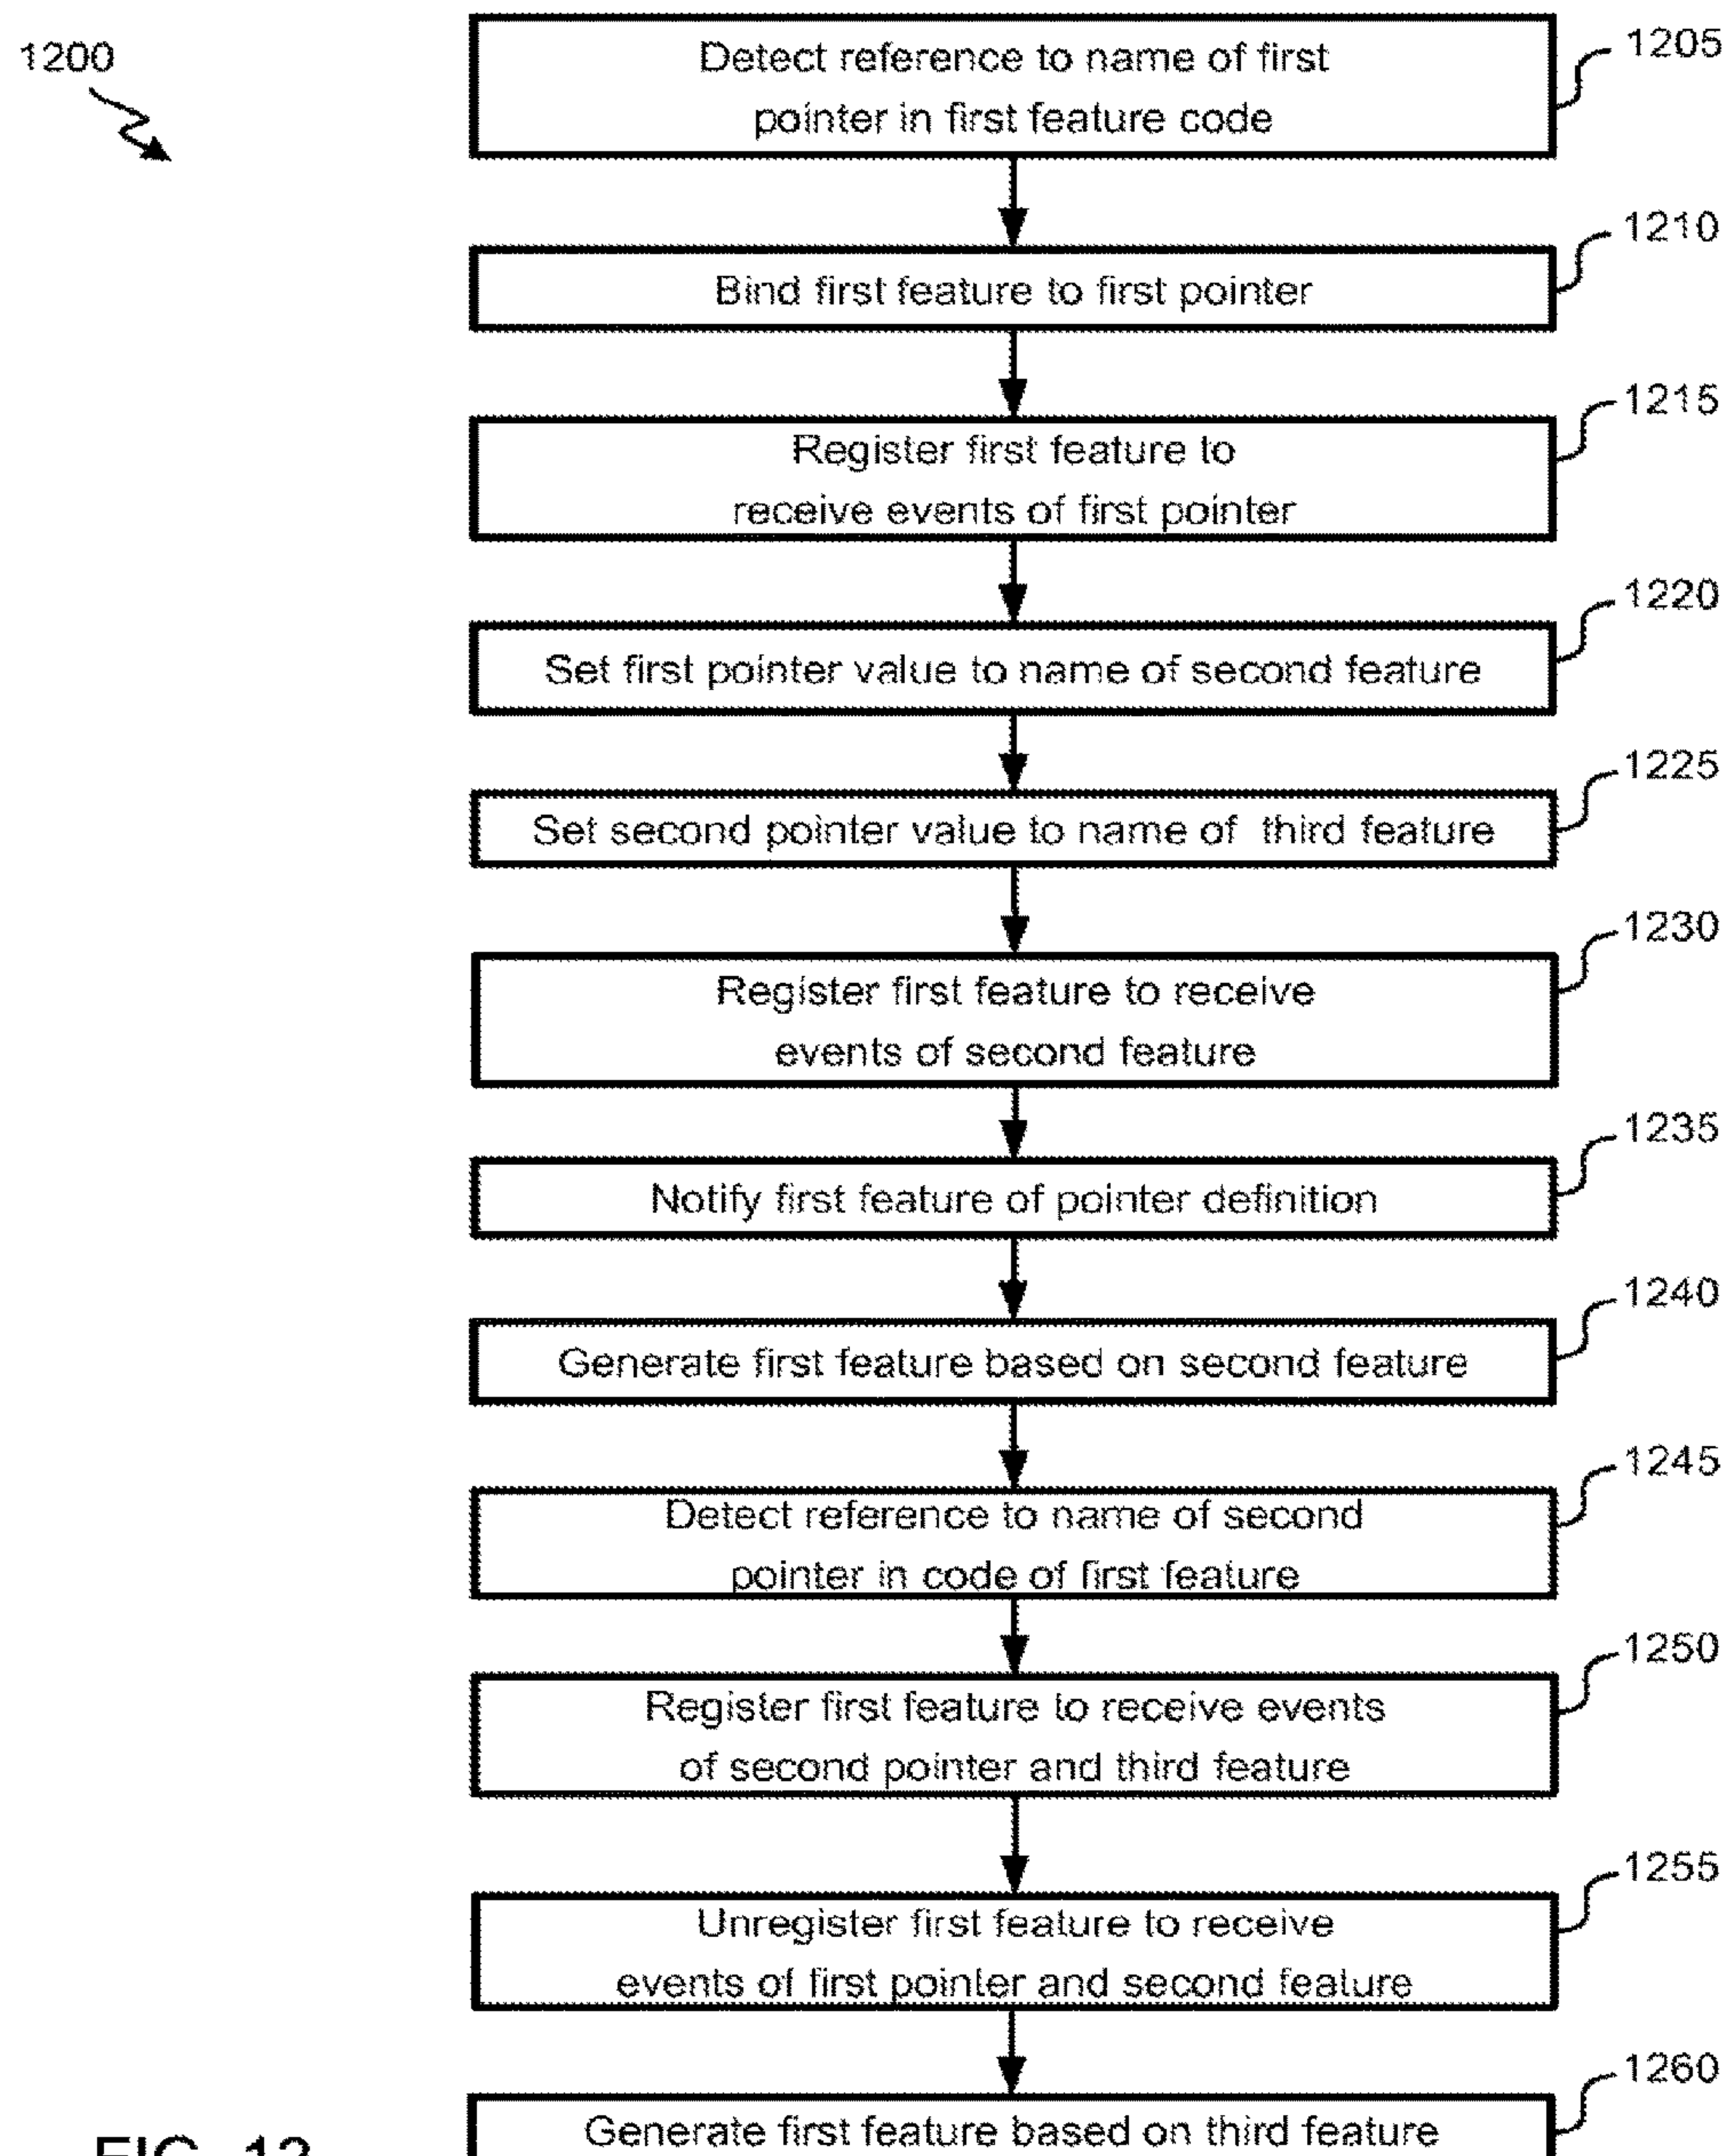 1200
Detect reference to name of first
pointer in first feature code
1205
Bind first feature to first pointer
1210
Register first feature to
receive events of first pointer
1215
Set first pointer value to name of second feature
1220
Set second pointer value to name of third feature
1225
Register first feature to receive
events of second feature
1230
Notify first feature of pointer definition
1235
Generate first feature based on second feature
1240
Detect reference to name of second
pointer in code of first feature
1245
Register first feature to receive events
of second pointer and third feature
1250
Unregister first feature to receive
events of first pointer and second feature
1255
Generate first feature based on third feature
1260
FIG. 12